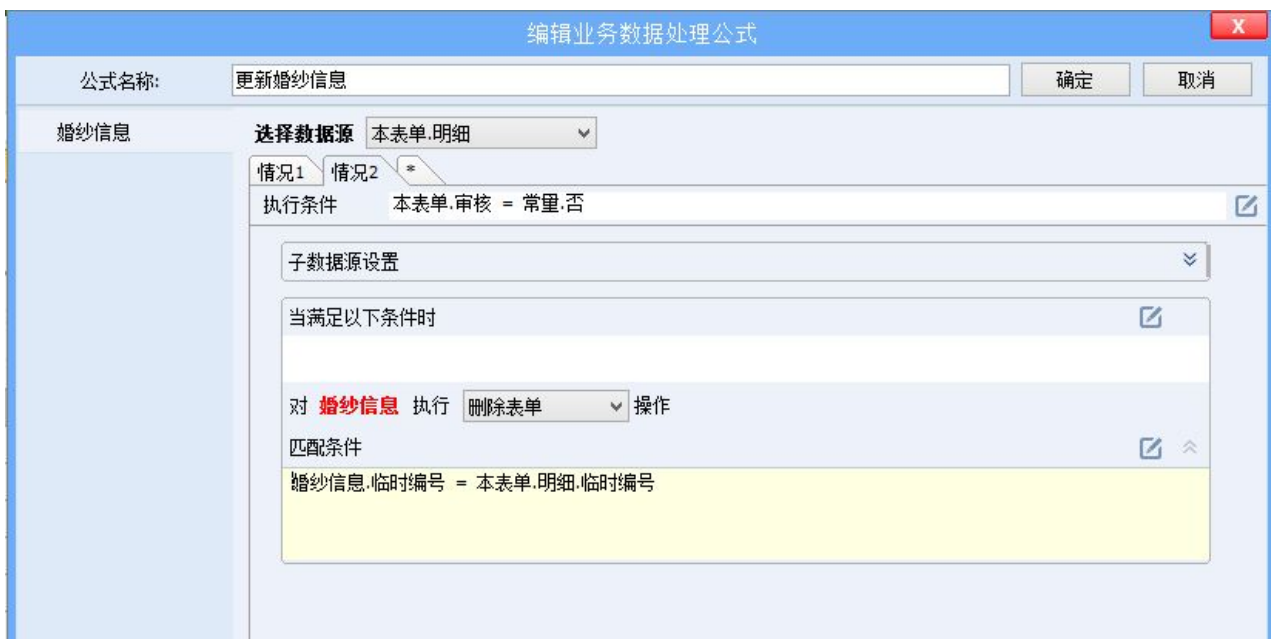 编辑业务数据处理公式
X
公式名称: 更新婚纱信息 确定 取消
婚纱信息 选择数据源 本表单.明细
情况1 情况2 *
执行条件 本表单.审核 = 常量.否
子数据源设置
当满足以下条件时
对 婚纱信息 执行 删除表单 操作
匹配条件
婚纱信息.临时编号 = 本表单.明细.临时编号